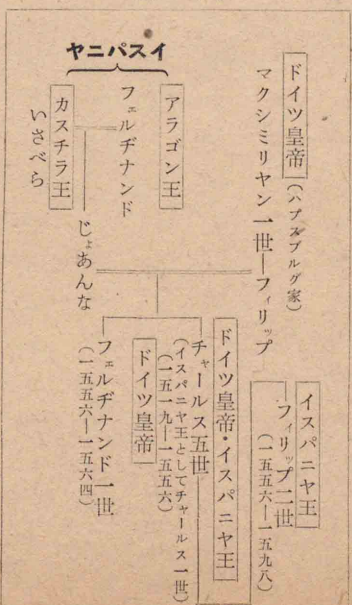 ドイツ皇帝
(ハプスブルグ家)
マクシミリヤン一世―フィリップ
イスパニヤ
アラゴン王
フェルヂナンド
カスチラ王
いさべら
じょあんな
イスパニヤ王
フィリップ二世
(一五五六―一五九八)
ドイツ皇帝・イスパニヤ王
チャールス五世
(イスパニヤ王としてチャールス一世)
(一五一九―一五五六)
ドイツ皇帝
フェルヂナンド一世
(一五五六―一五六四)